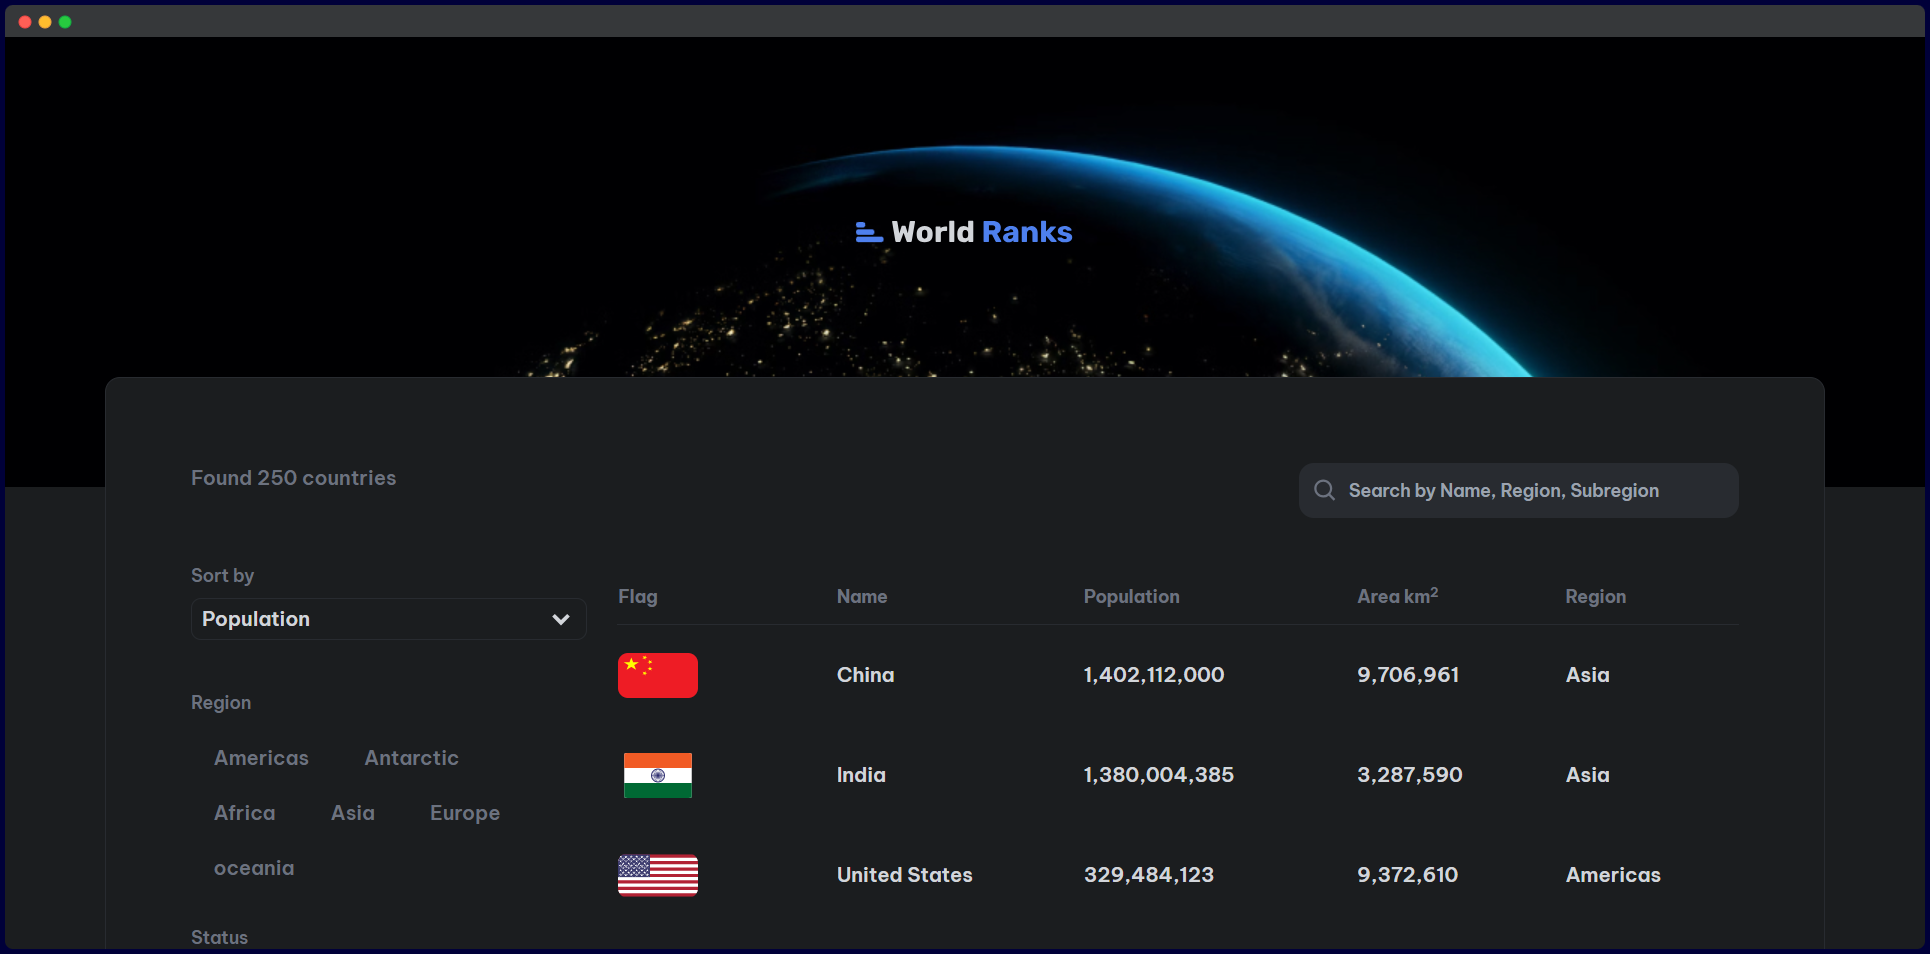 World Ranks
Found 250 countries
Search by Name, Region, Subregion
Sort by
Population
Region
Americas Antarctic
Africa Asia Europe
oceania
Status
Flag Name Population Area km² Region
China 1,402,112,000 9,706,961 Asia
India 1,380,004,385 3,287,590 Asia
United States 329,484,123 9,372,610 Americas